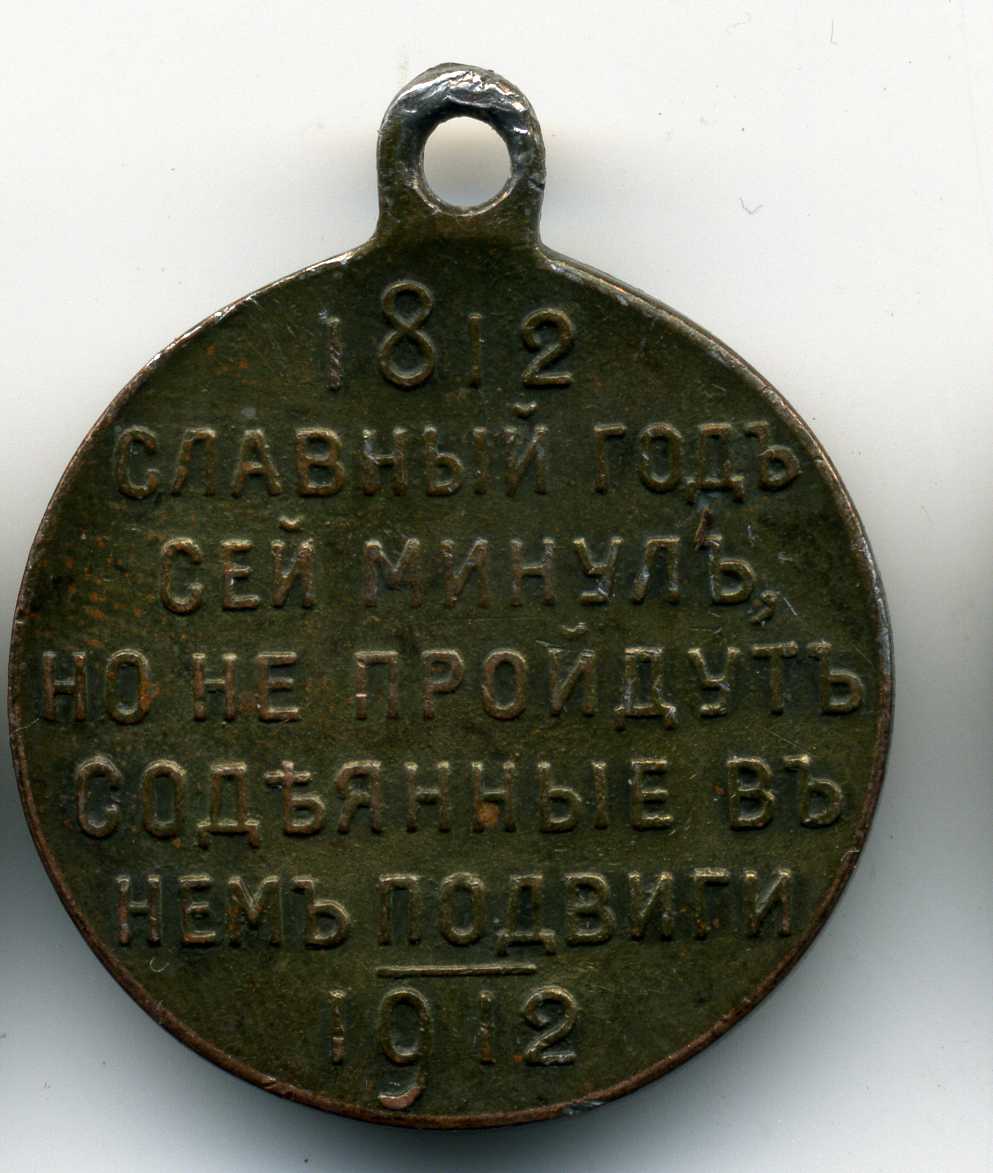 1812
СЛАВНЫЙ ГОДЪ
СЕЙ МИНУЛЪ,
НО НЕ ПРОЙДУТЪ
СОДѢЯННЫЕ ВЪ
НЕМЪ ПОДВИГИ
1912